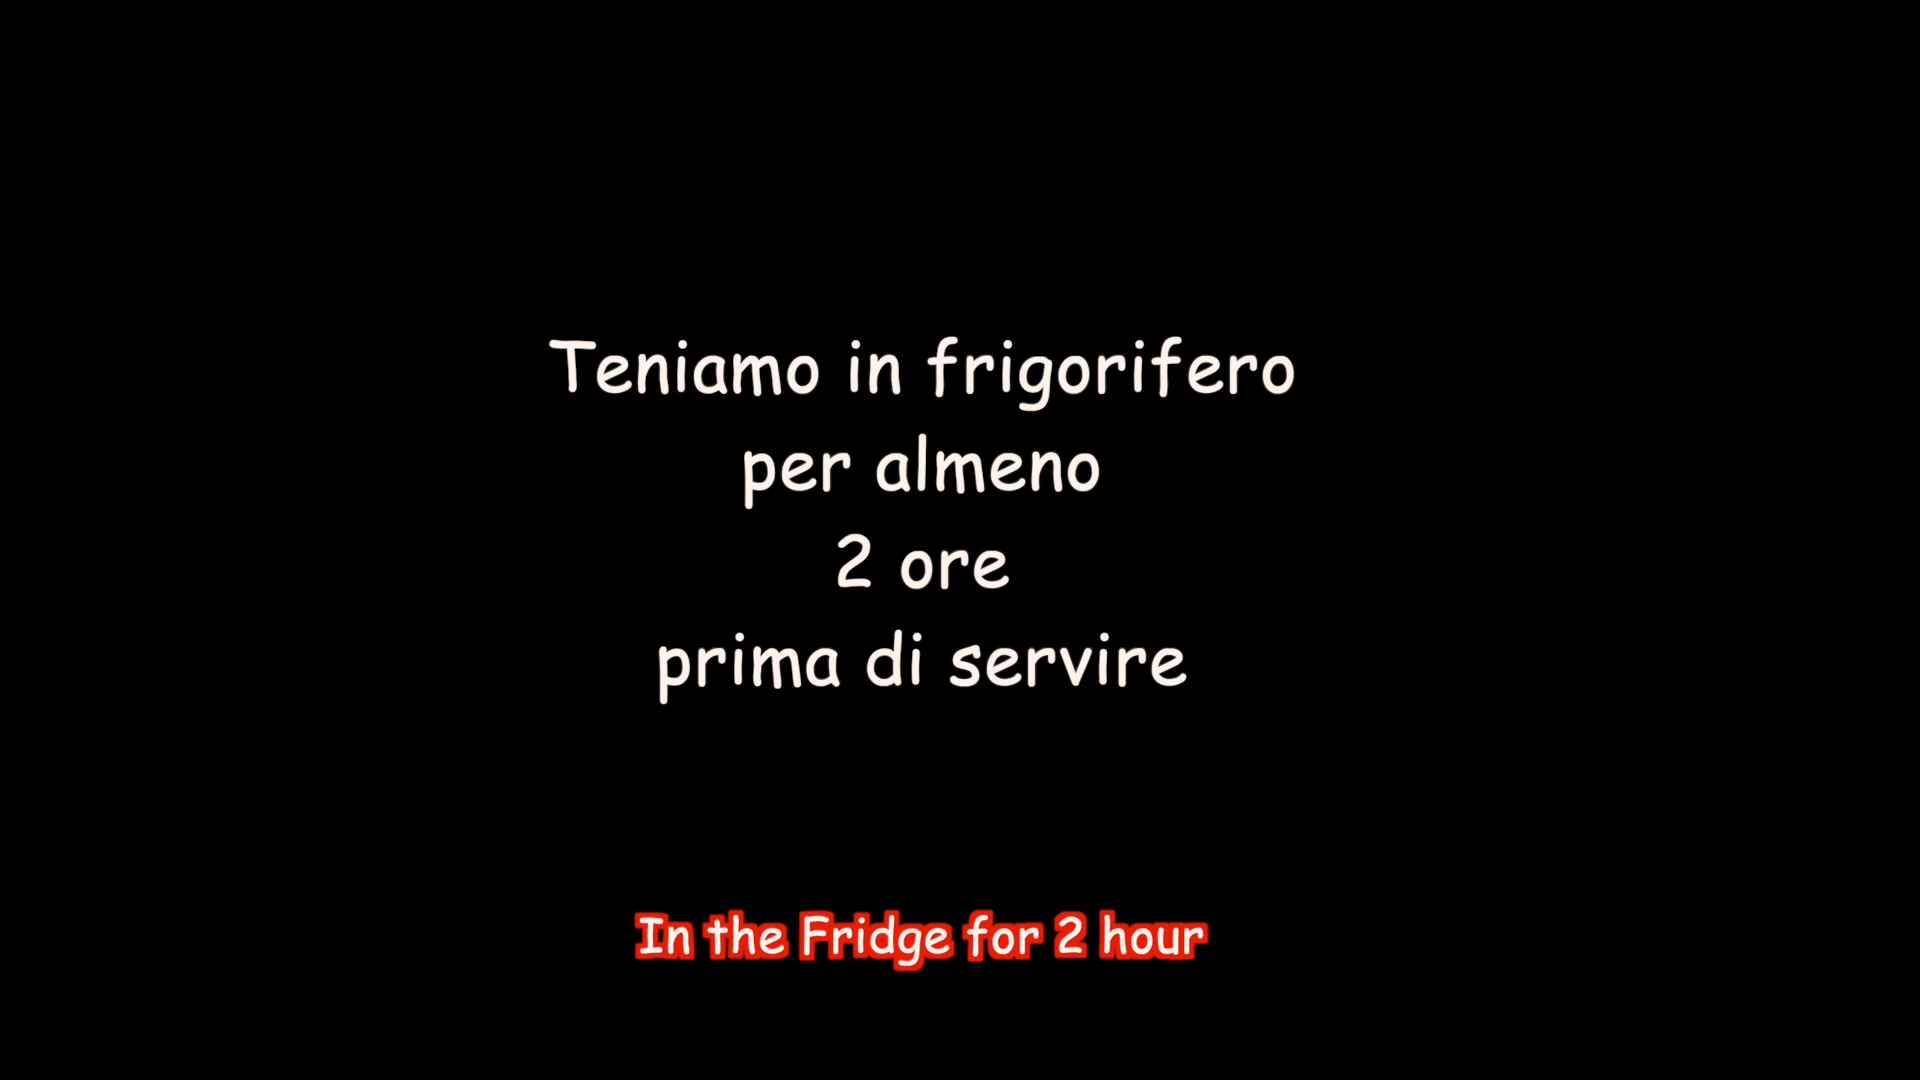 Teniamo in frigorifero
per almeno
2 ore
prima di servire
In the Fridge for 2 hour